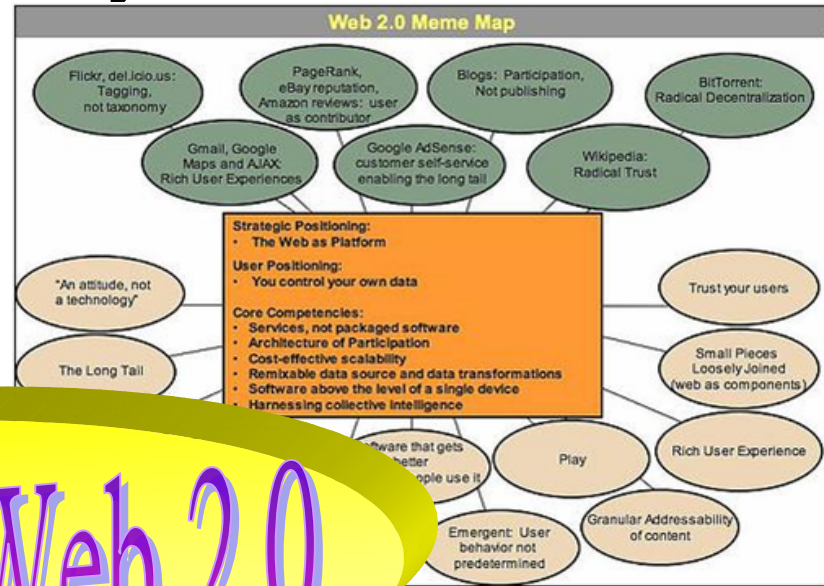 Web 2.0 Meme Map
Flickr, del.icio.us:
Tagging,
not taxonomy
PageRank,
eBay reputation,
Amazon reviews: user
as contributor
Blogs: Participation,
Not publishing
BitTorrent:
Radical Decentralization
Gmail, Google
Maps and AJAX:
Rich User Experiences
Google AdSense:
customer self-service
enabling the long tail
Wikipedia:
Radical Trust
Strategic Positioning:
• The Web as Platform
User Positioning:
• You control your own data
Core Competencies:
• Services, not packaged software
• Architecture of Participation
• Cost-effective scalability
• Remixable data source and data transformations
• Software above the level of a single device
• Harnessing collective intelligence
"An attitude, not
a technology"
The Long Tail
Trust your users
Small Pieces
Loosely Joined
(web as components)
Rich User Experience
that gets
better
use it
Play
Granular Addressability
of content
Emergent: User
behavior not
predetermined
Web 2.0